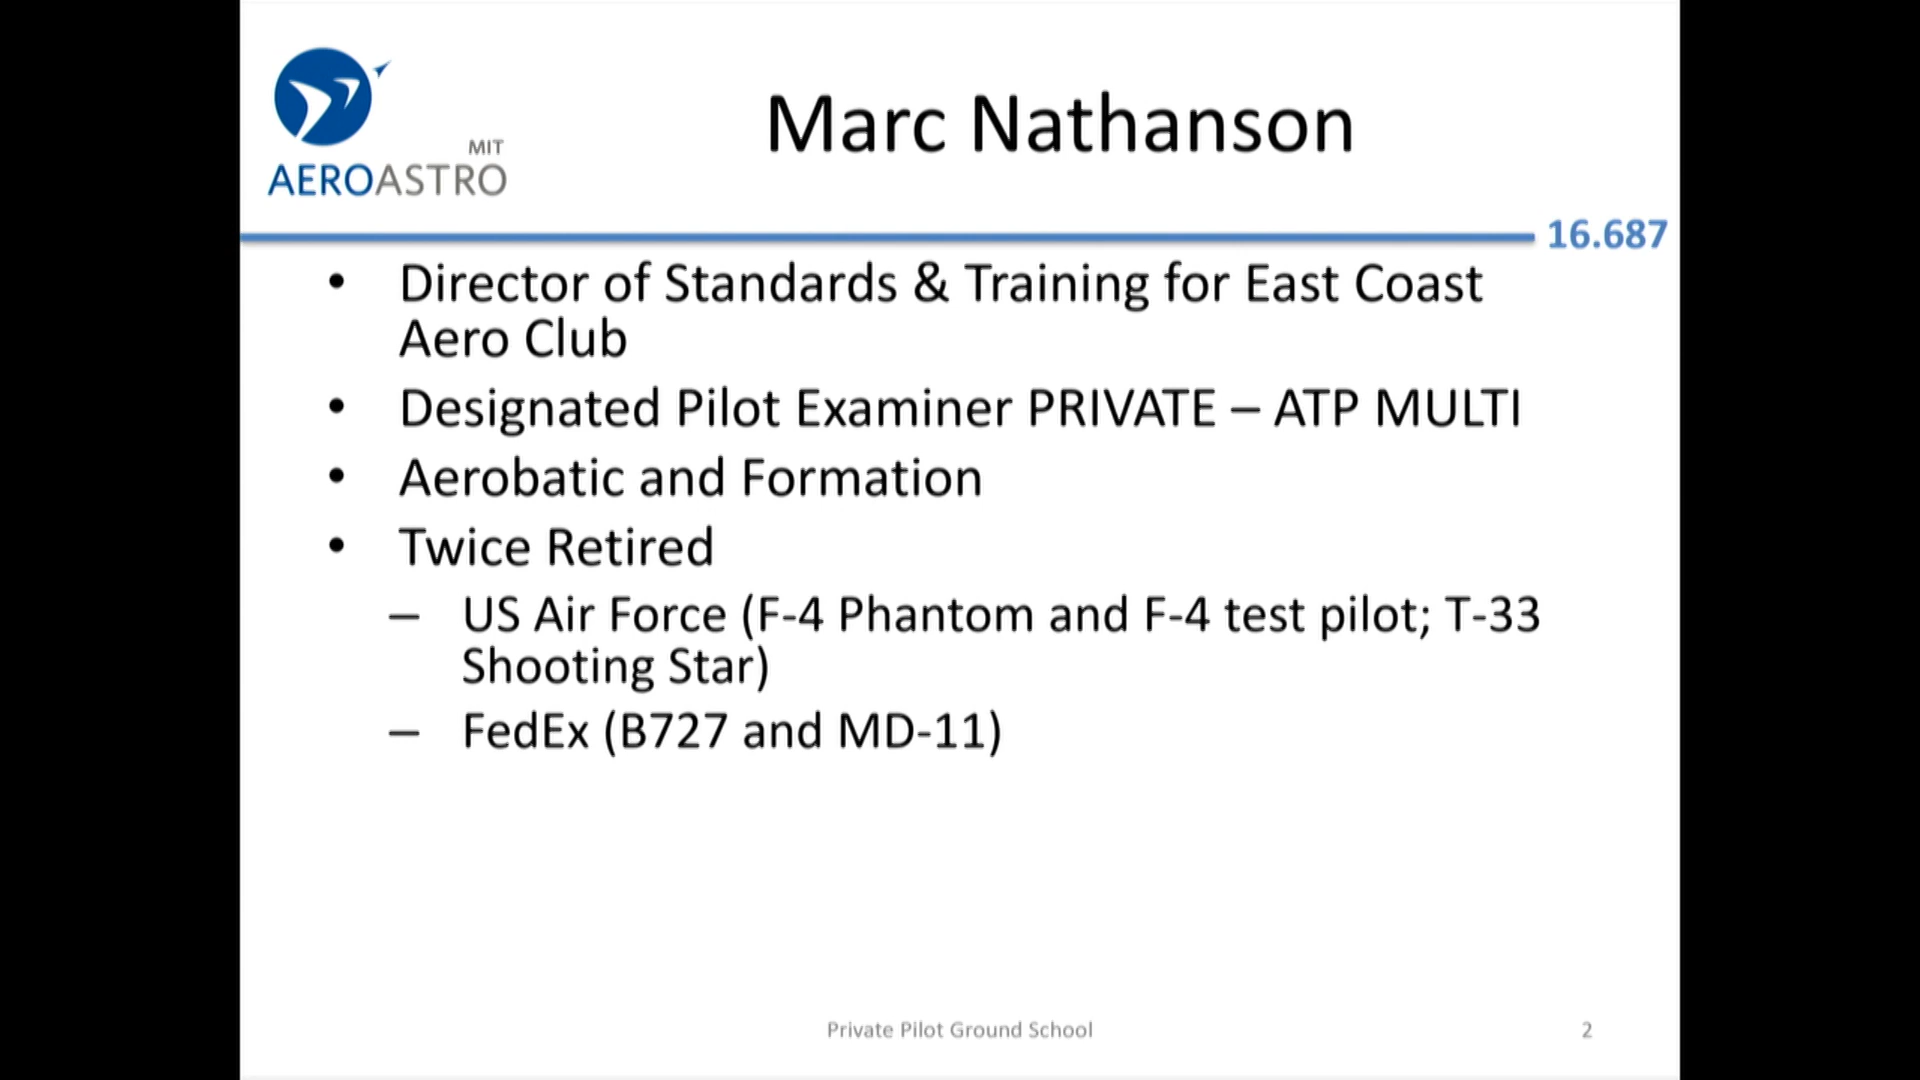 MIT
AEROASTRO
Marc Nathanson
16.687
• Director of Standards & Training for East Coast
Aero Club
• Designated Pilot Examiner PRIVATE – ATP MULTI
• Aerobatic and Formation
• Twice Retired
– US Air Force (F-4 Phantom and F-4 test pilot; T-33
Shooting Star)
– FedEx (B727 and MD-11)
Private Pilot Ground School
2